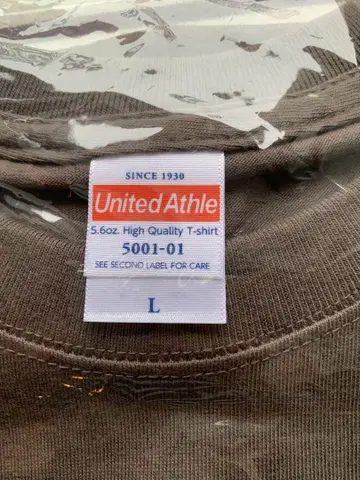 SINCE 1930
United Athle
5.6oz. High Quality T-shirt
5001-01
SEE SECOND LABEL FOR CARE
L